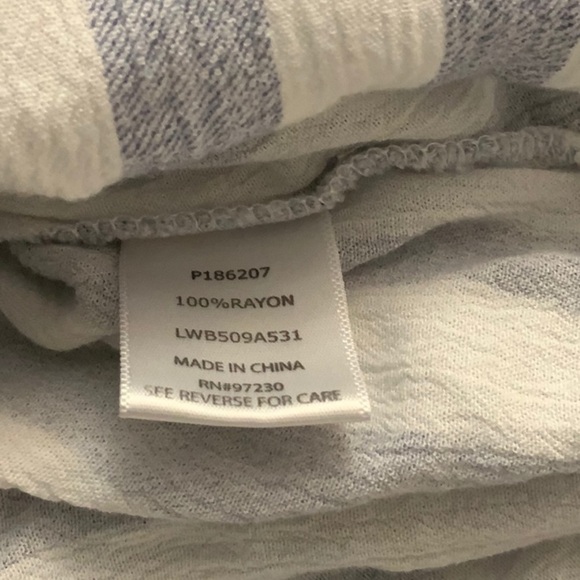 P186207
100%RAYON
LWB509A531
MADE IN CHINA
RN#97230
SEE REVERSE FOR CARE